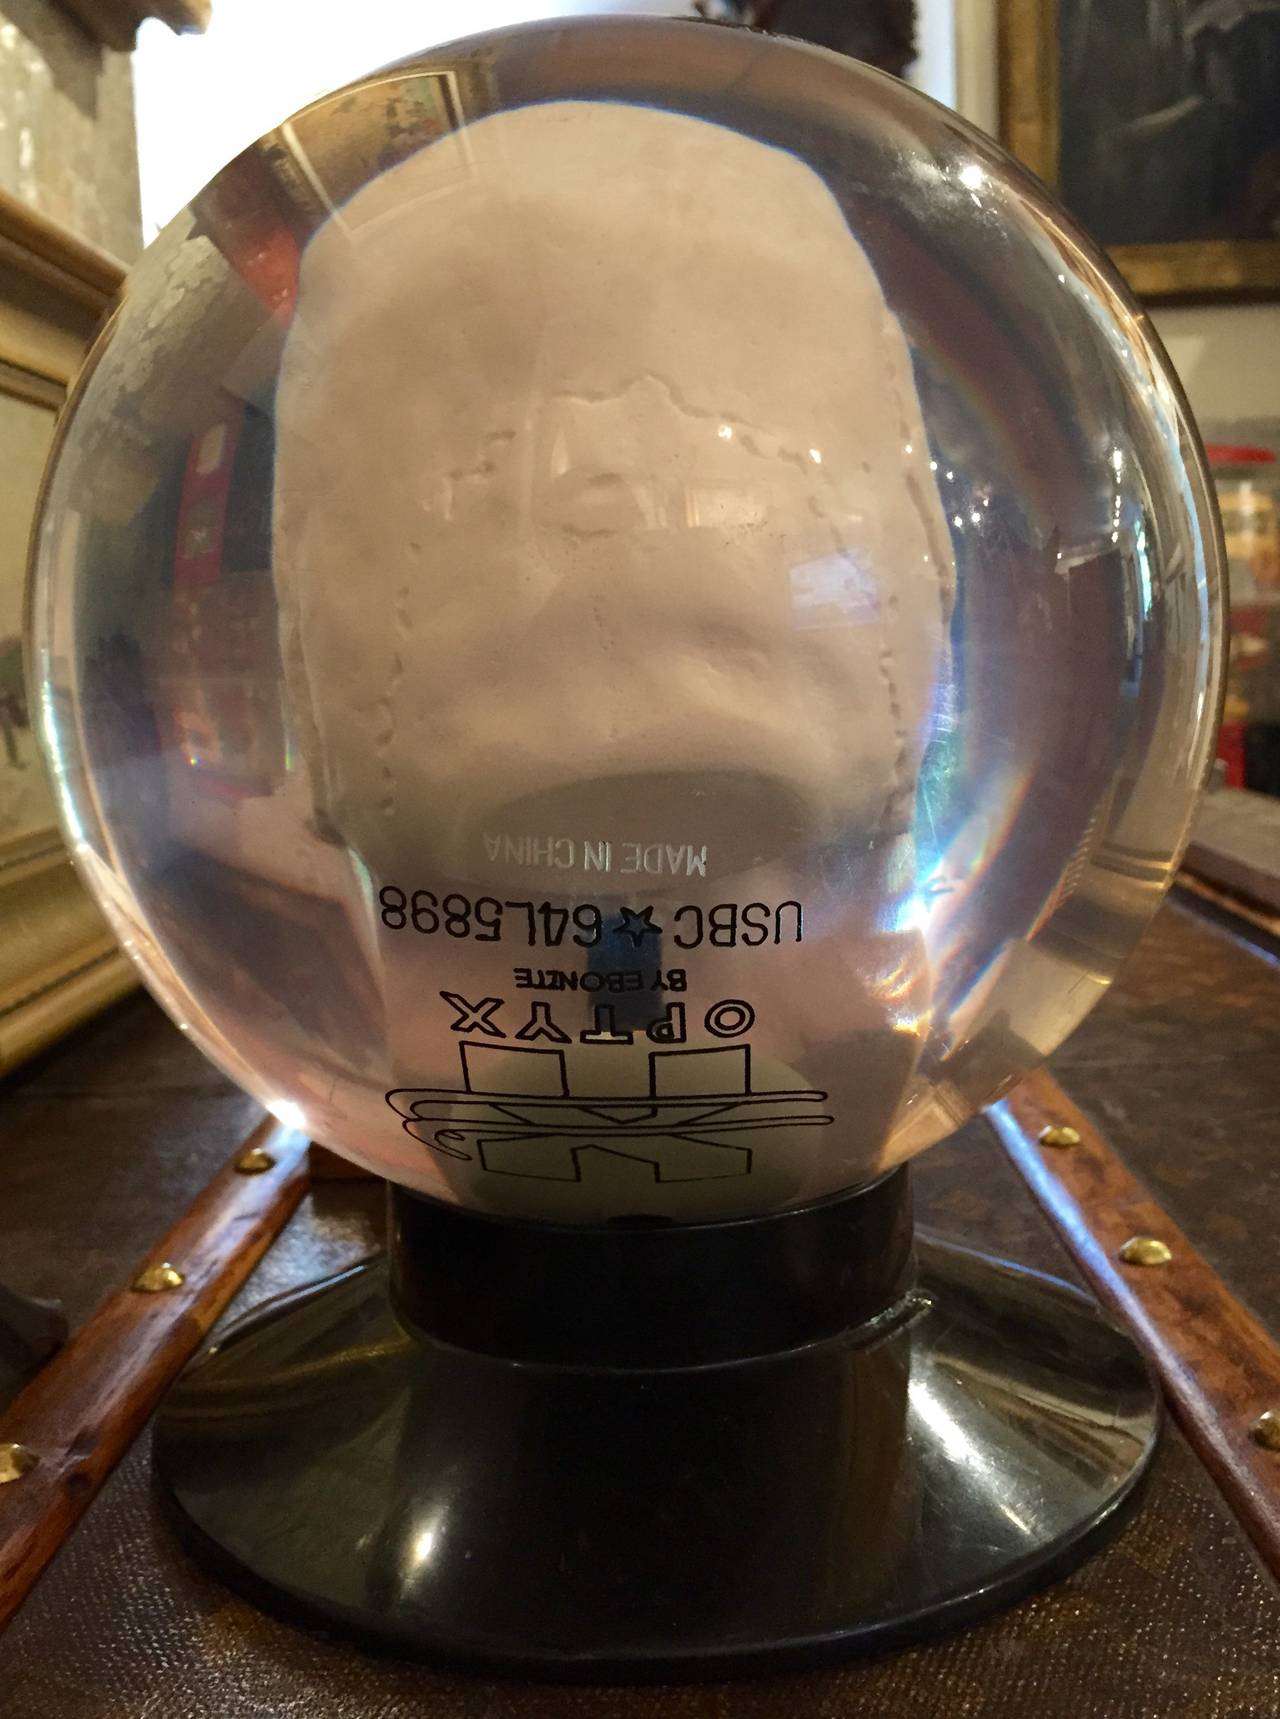 OPTYX
BY EBONITE
USBC★64L5898
MADE IN CHINA